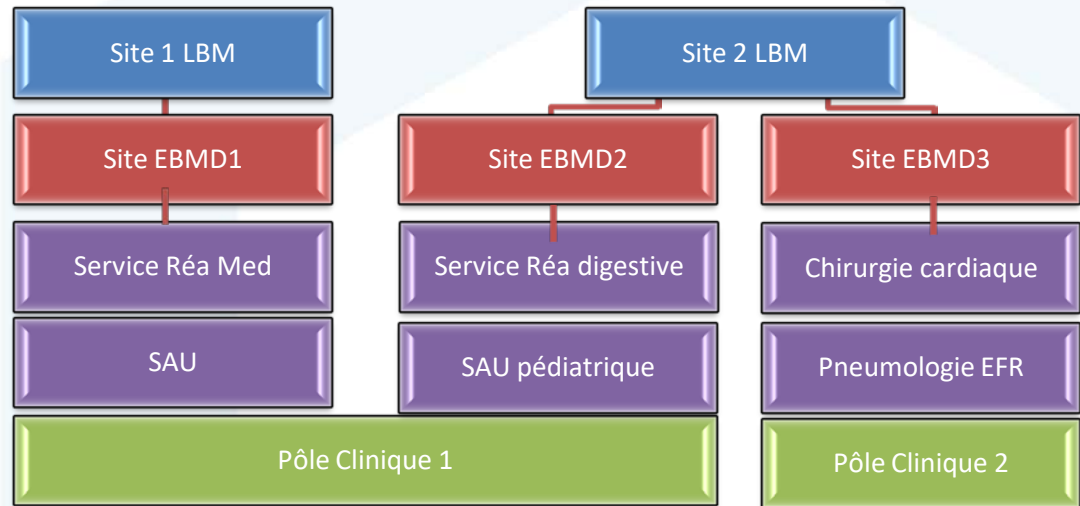 Site 1 LBM
Site 2 LBM
Site EBMD1
Site EBMD2
Site EBMD3
Service Réa Med
Service Réa digestive
Chirurgie cardiaque
SAU
SAU pédiatrique
Pneumologie EFR
Pôle Clinique 1
Pôle Clinique 2